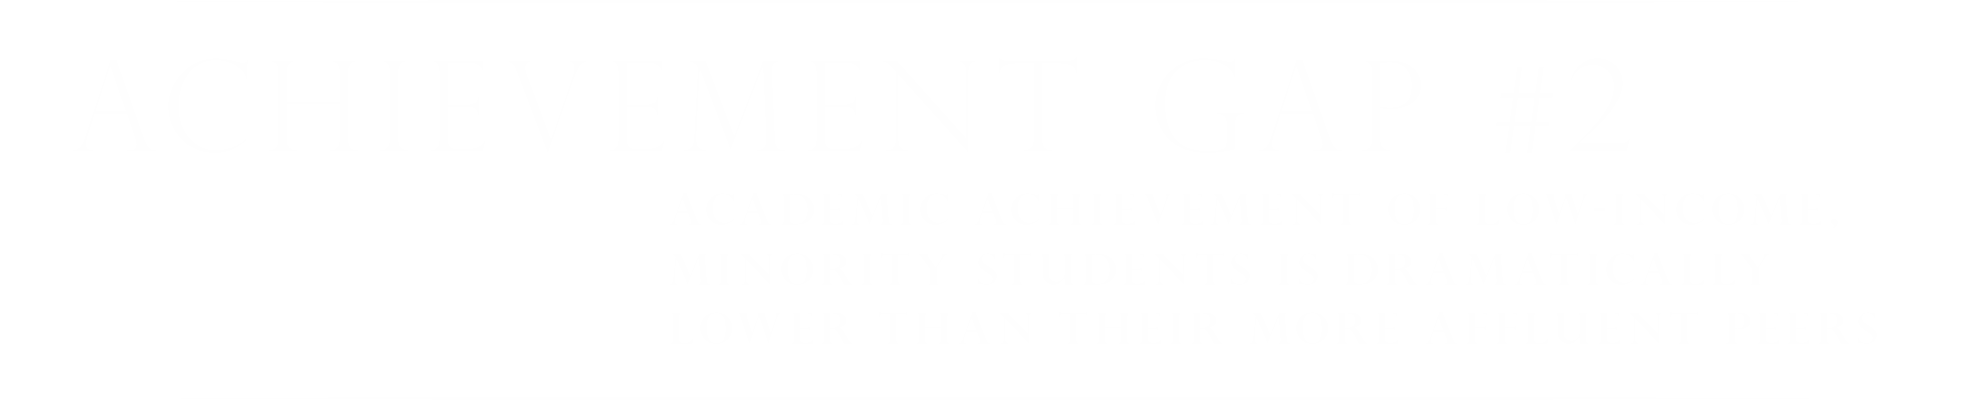 ACHIEVEMENT GAP #2
ACADEMIC ACHIEVEMENT OF LOW INCOME
MINORITY STUDENTS IS DRAMATICALLY
LOWER THAN THEIR MORE AFFLUENT PEERS